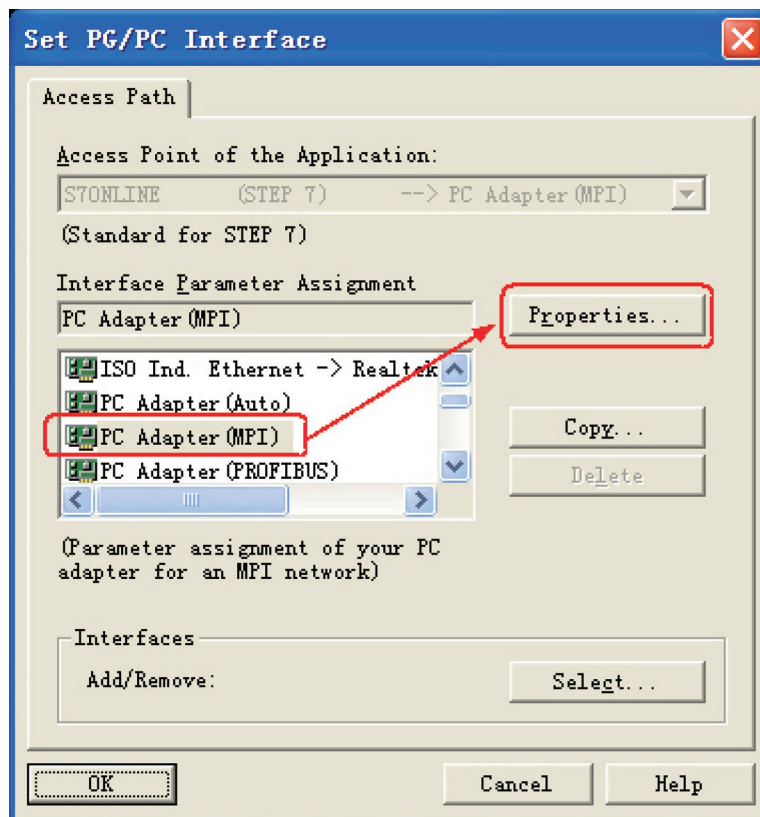 Set PG/PC Interface
Access Path
Access Point of the Application:
S7ONLINE (STEP 7) --> PC Adapter(MPI)
(Standard for STEP 7)
Interface Parameter Assignment
PC Adapter(MPI)
Properties...
ISO Ind. Ethernet -> Realtek
PC Adapter(Auto)
PC Adapter(MPI)
PC Adapter(PROFIBUS)
Copy...
Delete
(Parameter assignment of your PC
adapter for an MPI network)
Interfaces
Add/Remove:
Select...
OK
Cancel
Help